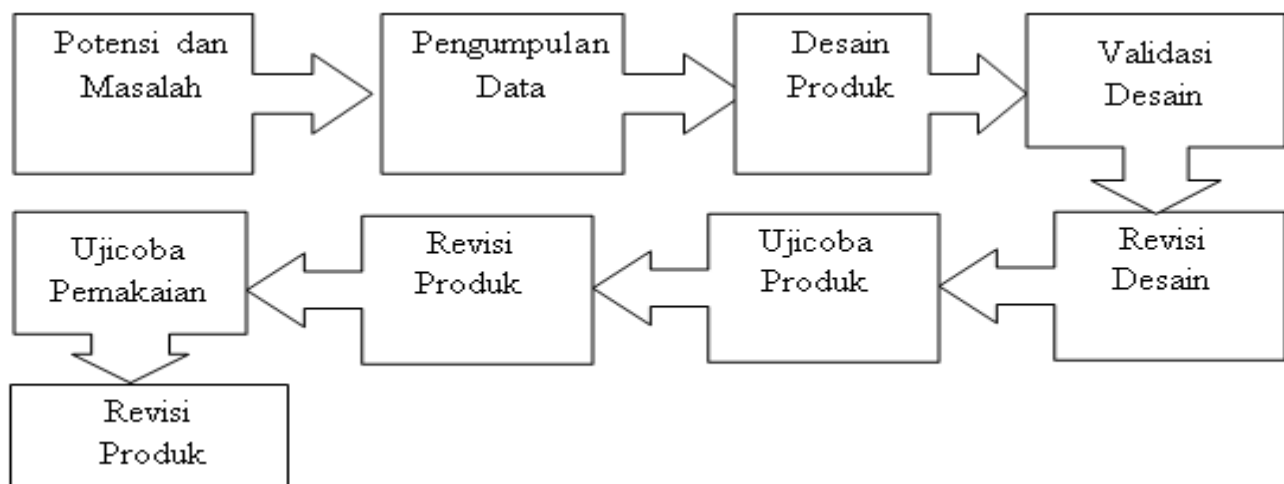 Potensi dan
Masalah
Pengumpulan
Data
Desain
Produk
Validasi
Desain
Revisi
Desain
Ujicoba
Produk
Revisi
Produk
Ujicoba
Pemakaian
Revisi
Produk